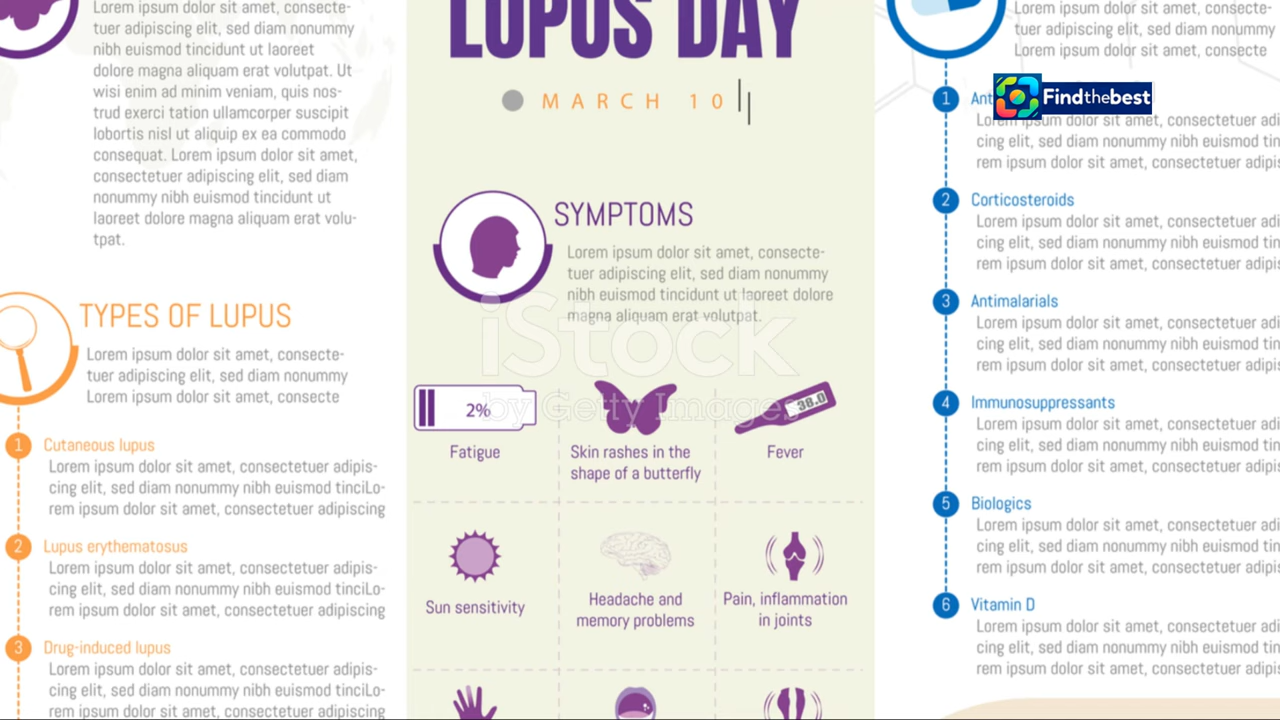 Lorem ipsum dolor sit amet, consecte-
tuer adipiscing elit, sed diam nonummy
nibh euismod tincidunt ut laoreet
dolore magna aliquam erat volutpat. Ut
wisi enim ad minim veniam, quis nos-
trud exerci tation ullamcorper suscipit
lobortis nisl ut aliquip ex ea commodo
consequat. Lorem ipsum dolor sit amet,
consectetuer adipiscing elit, sed diam
nonummy nibh euismod tincidunt ut
laoreet dolore magna aliquam erat volu-
tpat.
TYPES OF LUPUS
Lorem ipsum dolor sit amet, consecte-
tuer adipiscing elit, sed diam nonummy
Lorem ipsum dolor sit amet, consecte
1 Cutaneous lupus
Lorem ipsum dolor sit amet, consectetuer adipis-
cing elit, sed diam nonummy nibh euismod tinciLo-
rem ipsum dolor sit amet, consectetuer adipiscing
2 Lupus erythematosus
Lorem ipsum dolor sit amet, consectetuer adipis-
cing elit, sed diam nonummy nibh euismod tinciLo-
rem ipsum dolor sit amet, consectetuer adipiscing
3 Drug-induced lupus
Lorem ipsum dolor sit amet, consectetuer adipis-
cing elit, sed diam nonummy nibh euismod tinciLo-
rem ipsum dolor sit amet, consectetuer adipiscing
LUPUS DAY
MARCH 10
SYMPTOMS
Lorem ipsum dolor sit amet, consecte-
tuer adipiscing elit, sed diam nonummy
nibh euismod tincidunt ut laoreet dolore
magna aliquam erat volutpat.
iStock
by Getty Images
2%
38.0
Fatigue
Skin rashes in the
shape of a butterfly
Fever
Sun sensitivity
Headache and
memory problems
Pain, inflammation
in joints
Lorem ipsum dolor sit amet, consecte-
tuer adipiscing elit, sed diam nonummy
Lorem ipsum dolor sit amet, consecte
Findthebest
1 Ant
Lorem ipsum dolor sit amet, consectetuer adi
cing elit, sed diam nonummy nibh euismod ti
rem ipsum dolor sit amet, consectetuer adipis
2 Corticosteroids
Lorem ipsum dolor sit amet, consectetuer adi
cing elit, sed diam nonummy nibh euismod ti
rem ipsum dolor sit amet, consectetuer adipis
3 Antimalarials
Lorem ipsum dolor sit amet, consectetuer adi
cing elit, sed diam nonummy nibh euismod ti
rem ipsum dolor sit amet, consectetuer adipis
4 Immunosuppressants
Lorem ipsum dolor sit amet, consectetuer adi
cing elit, sed diam nonummy nibh euismod ti
rem ipsum dolor sit amet, consectetuer adipis
5 Biologics
Lorem ipsum dolor sit amet, consectetuer adi
cing elit, sed diam nonummy nibh euismod ti
rem ipsum dolor sit amet, consectetuer adipis
6 Vitamin D
Lorem ipsum dolor sit amet, consectetuer adi
cing elit, sed diam nonummy nibh euismod ti
rem ipsum dolor sit amet, consectetuer adipis